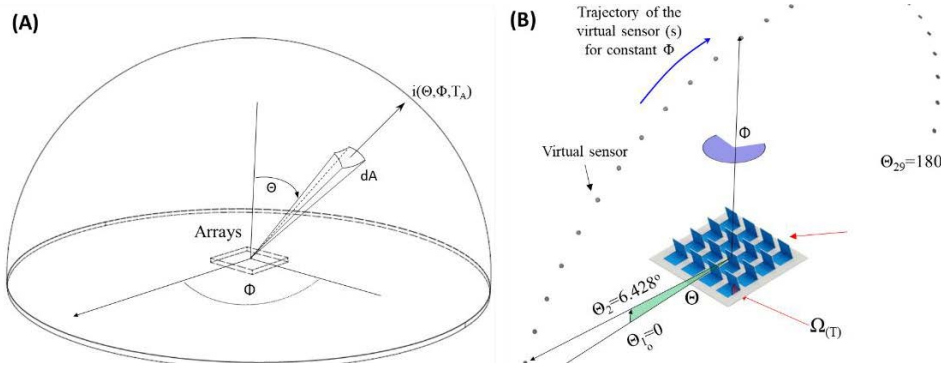 (A)
i(Θ,Φ,T_A)
Θ
dA
Arrays
Φ
(B)
Trajectory of the
virtual sensor (s)
for constant Φ
Φ
Virtual sensor
Θ₂₉=180
Θ₂=6.428°
Θ
Θ₁=0
o
Ω(T)